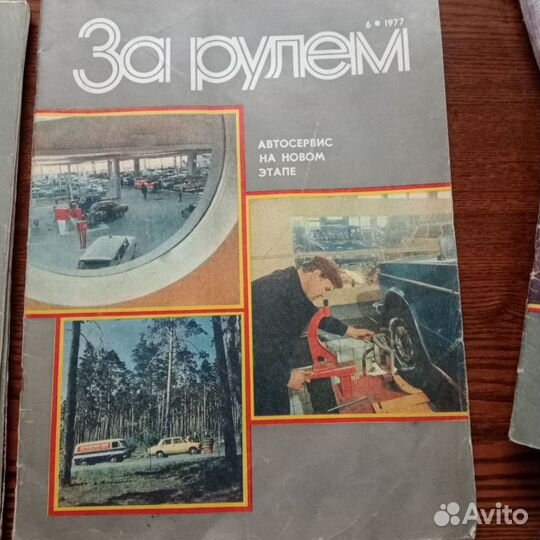 За рулем
6 • 1977
АВТОСЕРВИС
НА НОВОМ
ЭТАПЕ
Avito